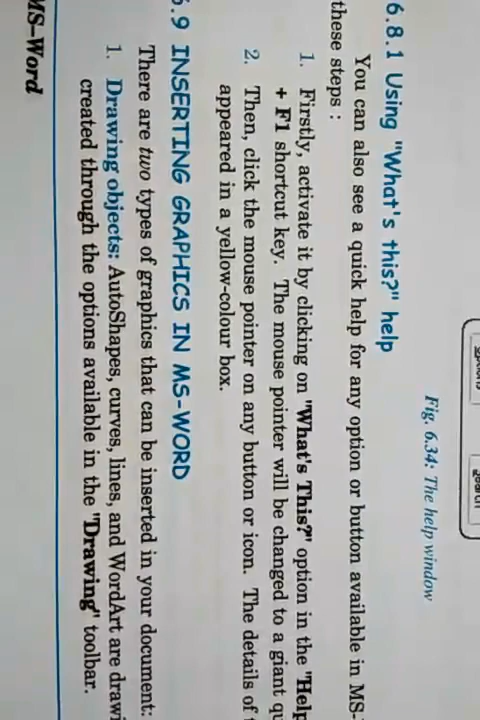 Fig. 6.34: The help window
6.8.1 Using "What's this?" help
You can also see a quick help for any option or button available in MS-
these steps :
1. Firstly, activate it by clicking on "What's This?" option in the "Help
+ F1 shortcut key. The mouse pointer will be changed to a giant qu
2. Then, click the mouse pointer on any button or icon. The details of t
appeared in a yellow-colour box.
6.9 INSERTING GRAPHICS IN MS-WORD
There are two types of graphics that can be inserted in your document:
1. Drawing objects: AutoShapes, curves, lines, and WordArt are drawi
created through the options available in the "Drawing" toolbar.
MS-Word